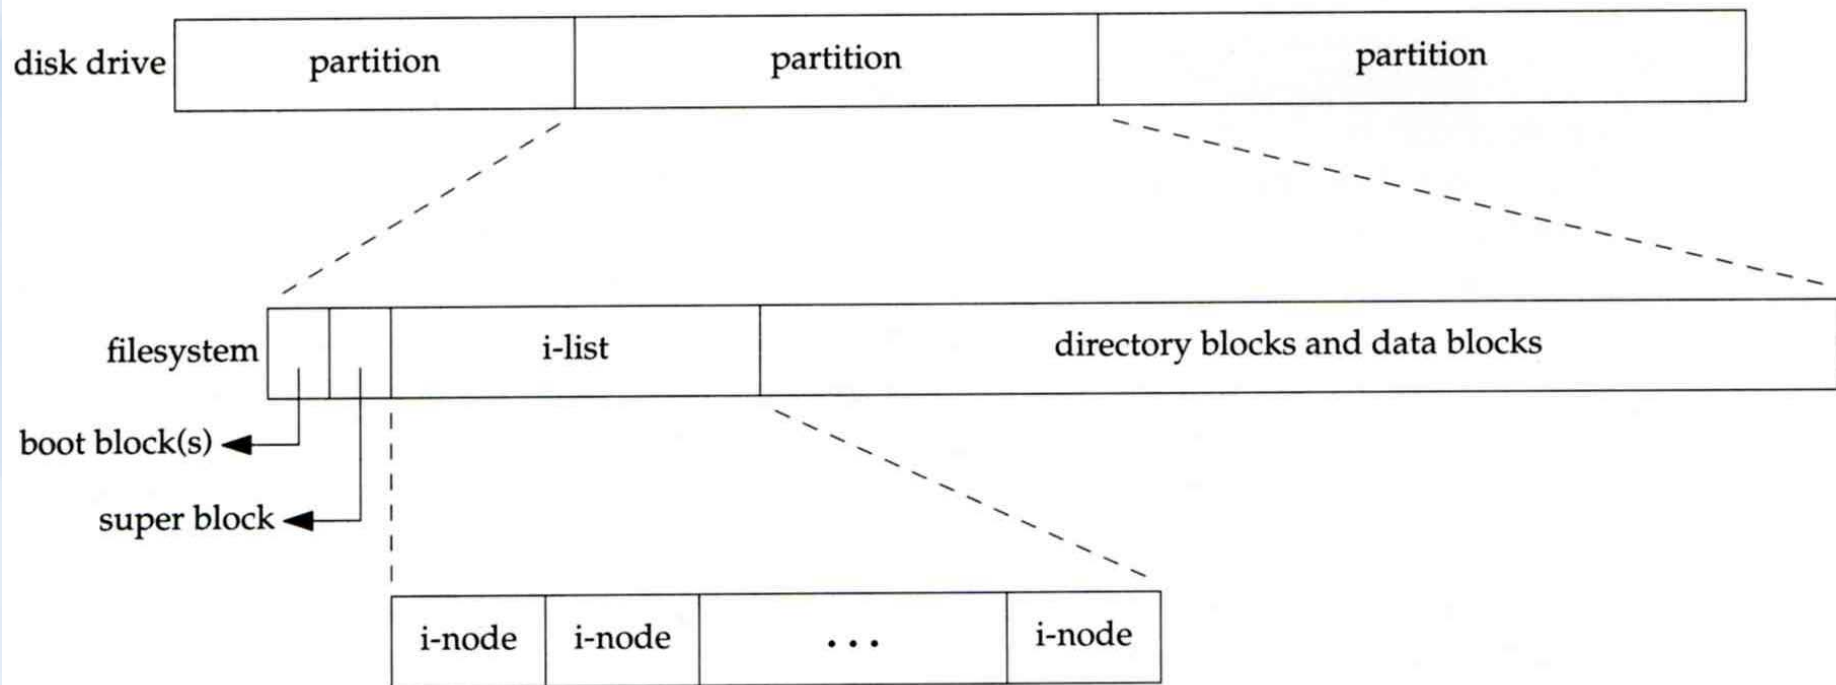 disk drive partition partition partition
filesystem i-list directory blocks and data blocks
boot block(s)
super block
i-node i-node ... i-node